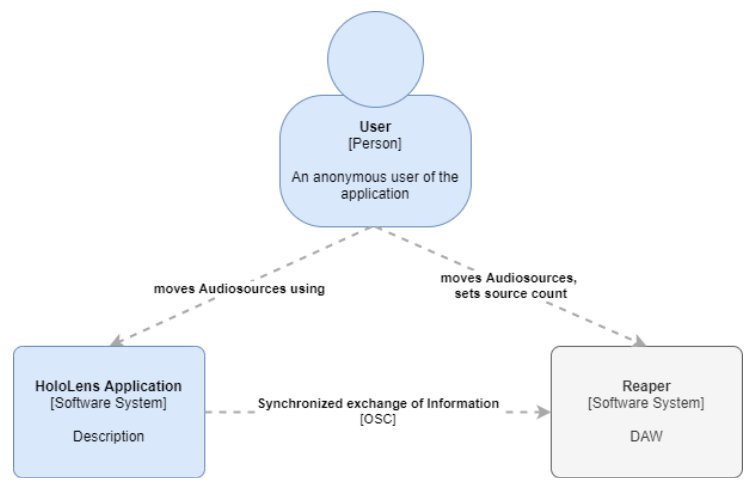 User
[Person]
An anonymous user of the
application
moves Audiosources using
moves Audiosources,
sets source count
HoloLens Application
[Software System]
Description
Synchronized exchange of Information
[OSC]
Reaper
[Software System]
DAW